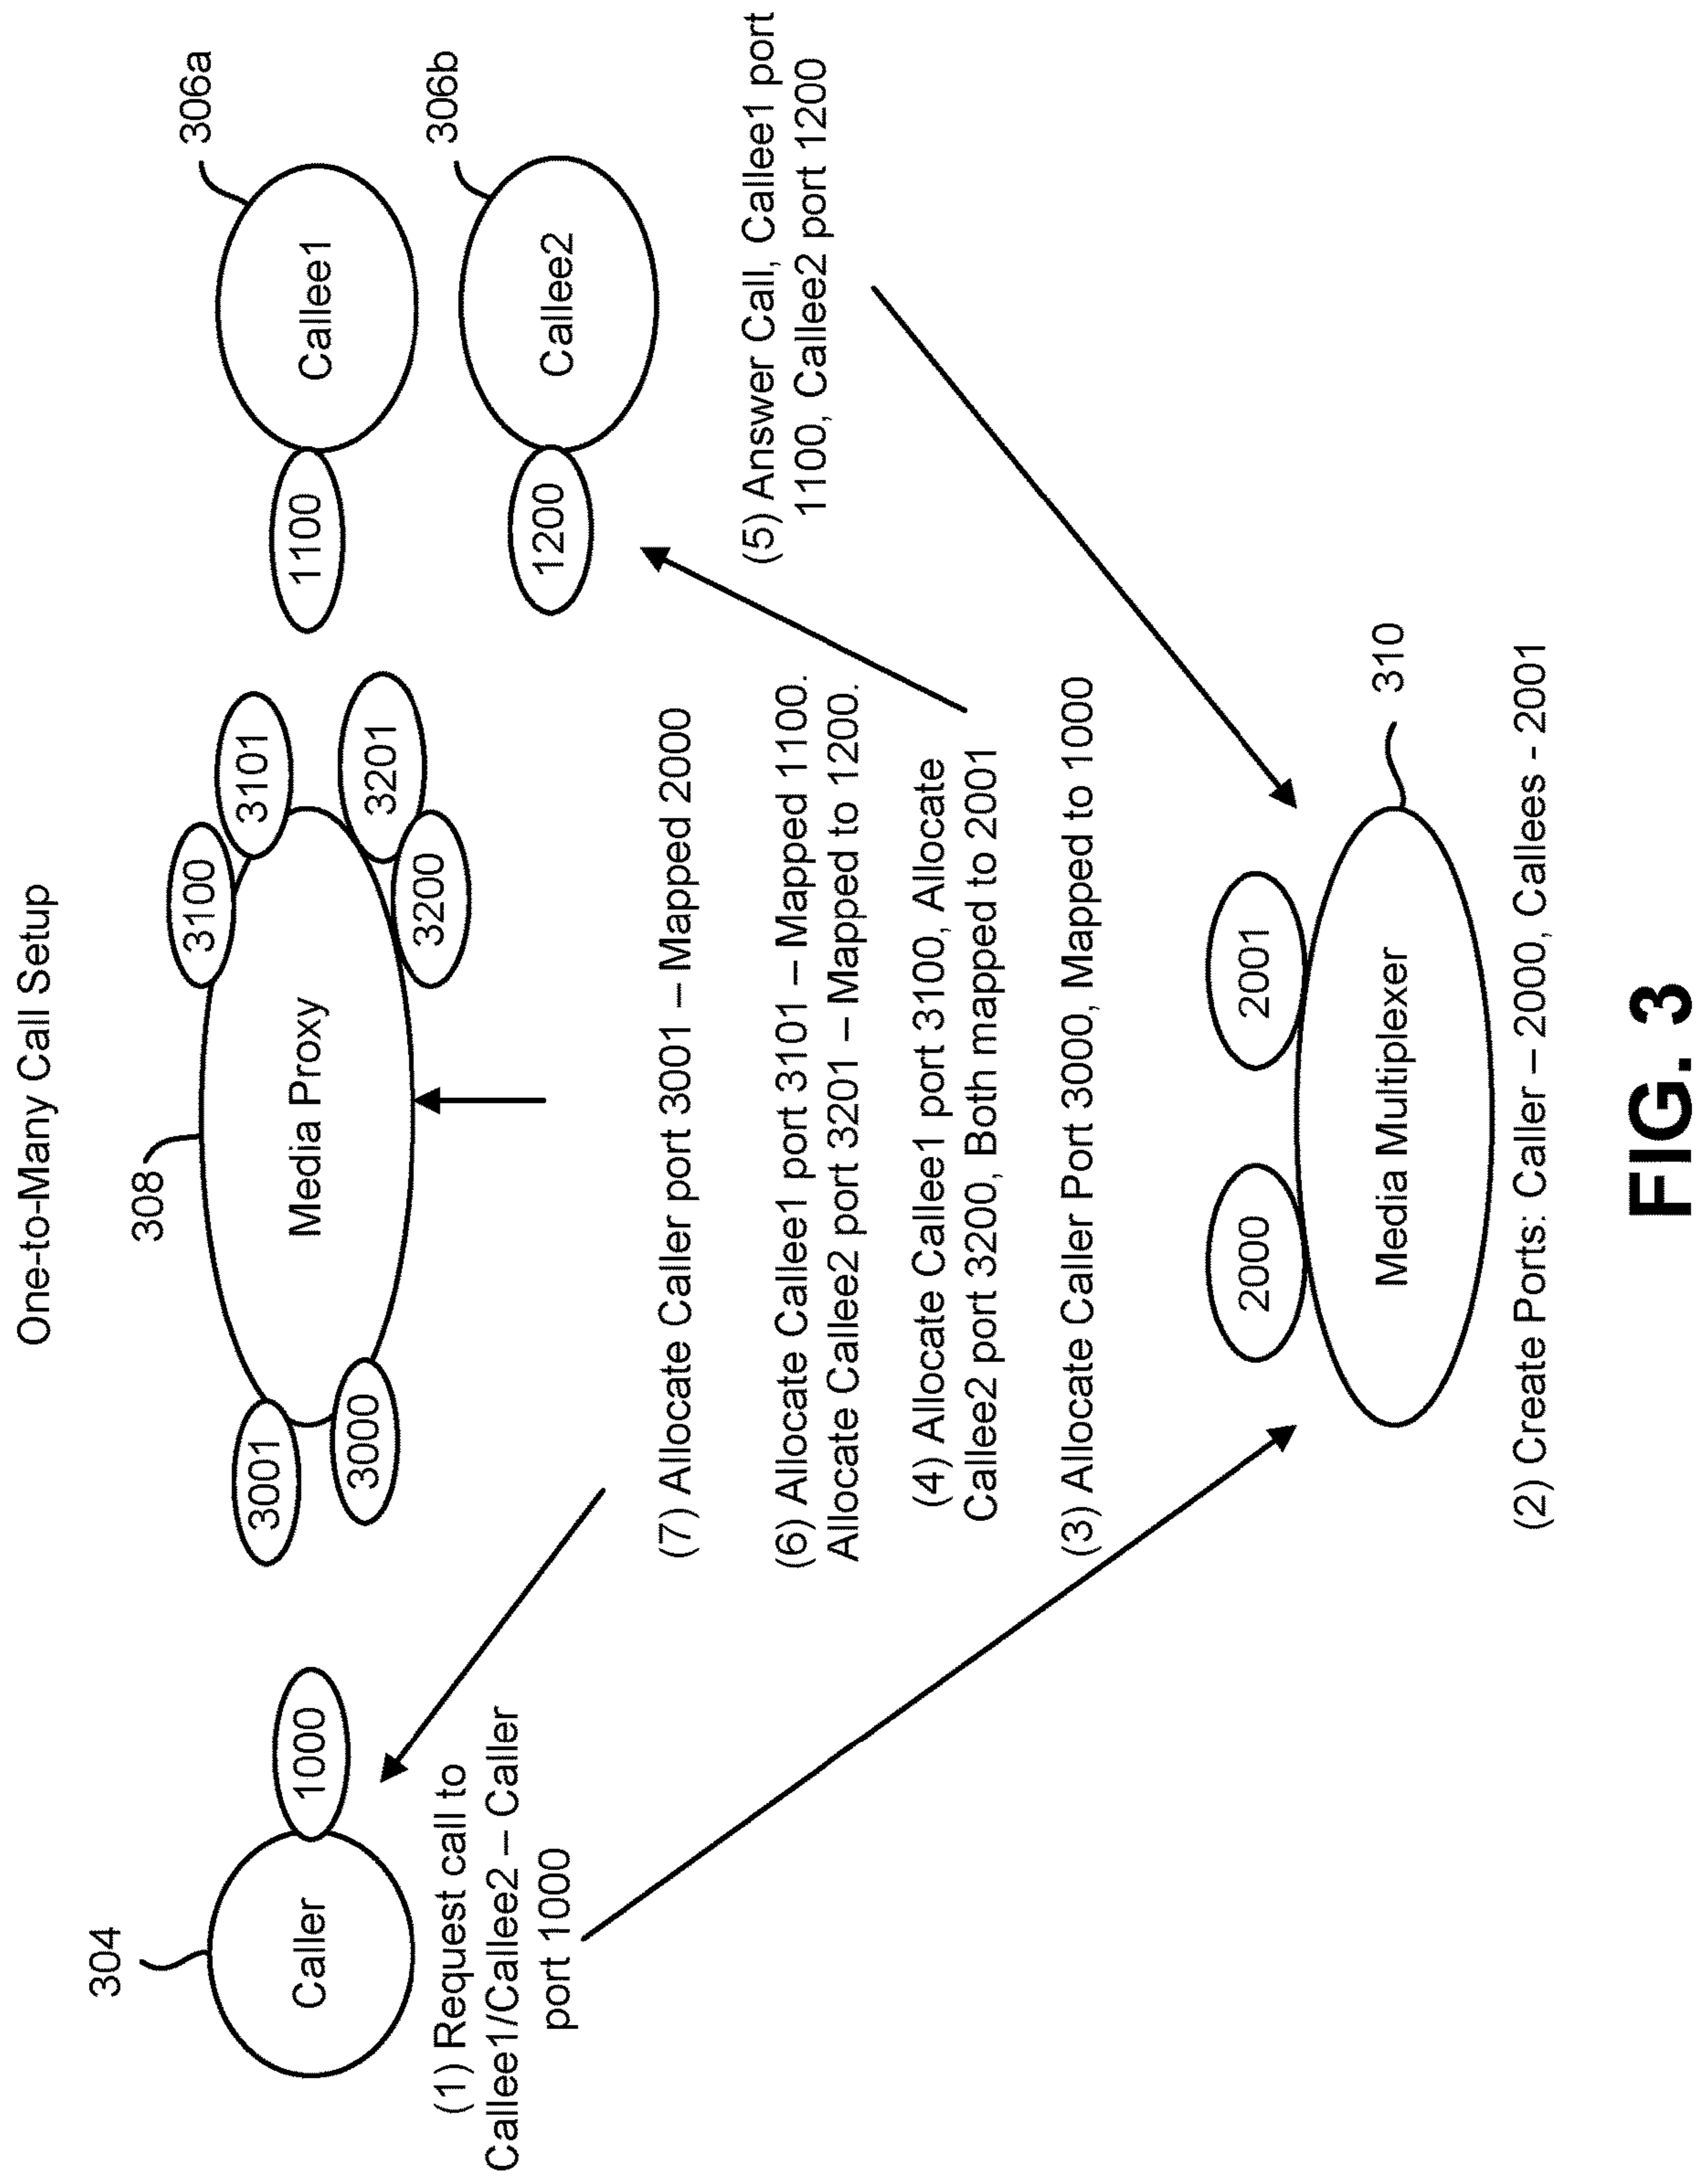 One-to-Many Call Setup
304
308
306a
306b
Caller
1000
3001
3000
Media Proxy
3100
3101
3200
3201
1100
Callee1
1200
Callee2
(1) Request call to
Callee1/Callee2 – Caller
port 1000
(7) Allocate Caller port 3001 – Mapped 2000
(6) Allocate Callee1 port 3101 – Mapped 1100.
Allocate Callee2 port 3201 – Mapped to 1200.
(4) Allocate Callee1 port 3100, Allocate
Callee2 port 3200, Both mapped to 2001
(3) Allocate Caller Port 3000, Mapped to 1000
(5) Answer Call, Callee1 port
1100, Callee2 port 1200
2000
2001
Media Multiplexer
310
(2) Create Ports: Caller – 2000, Callees - 2001
FIG. 3